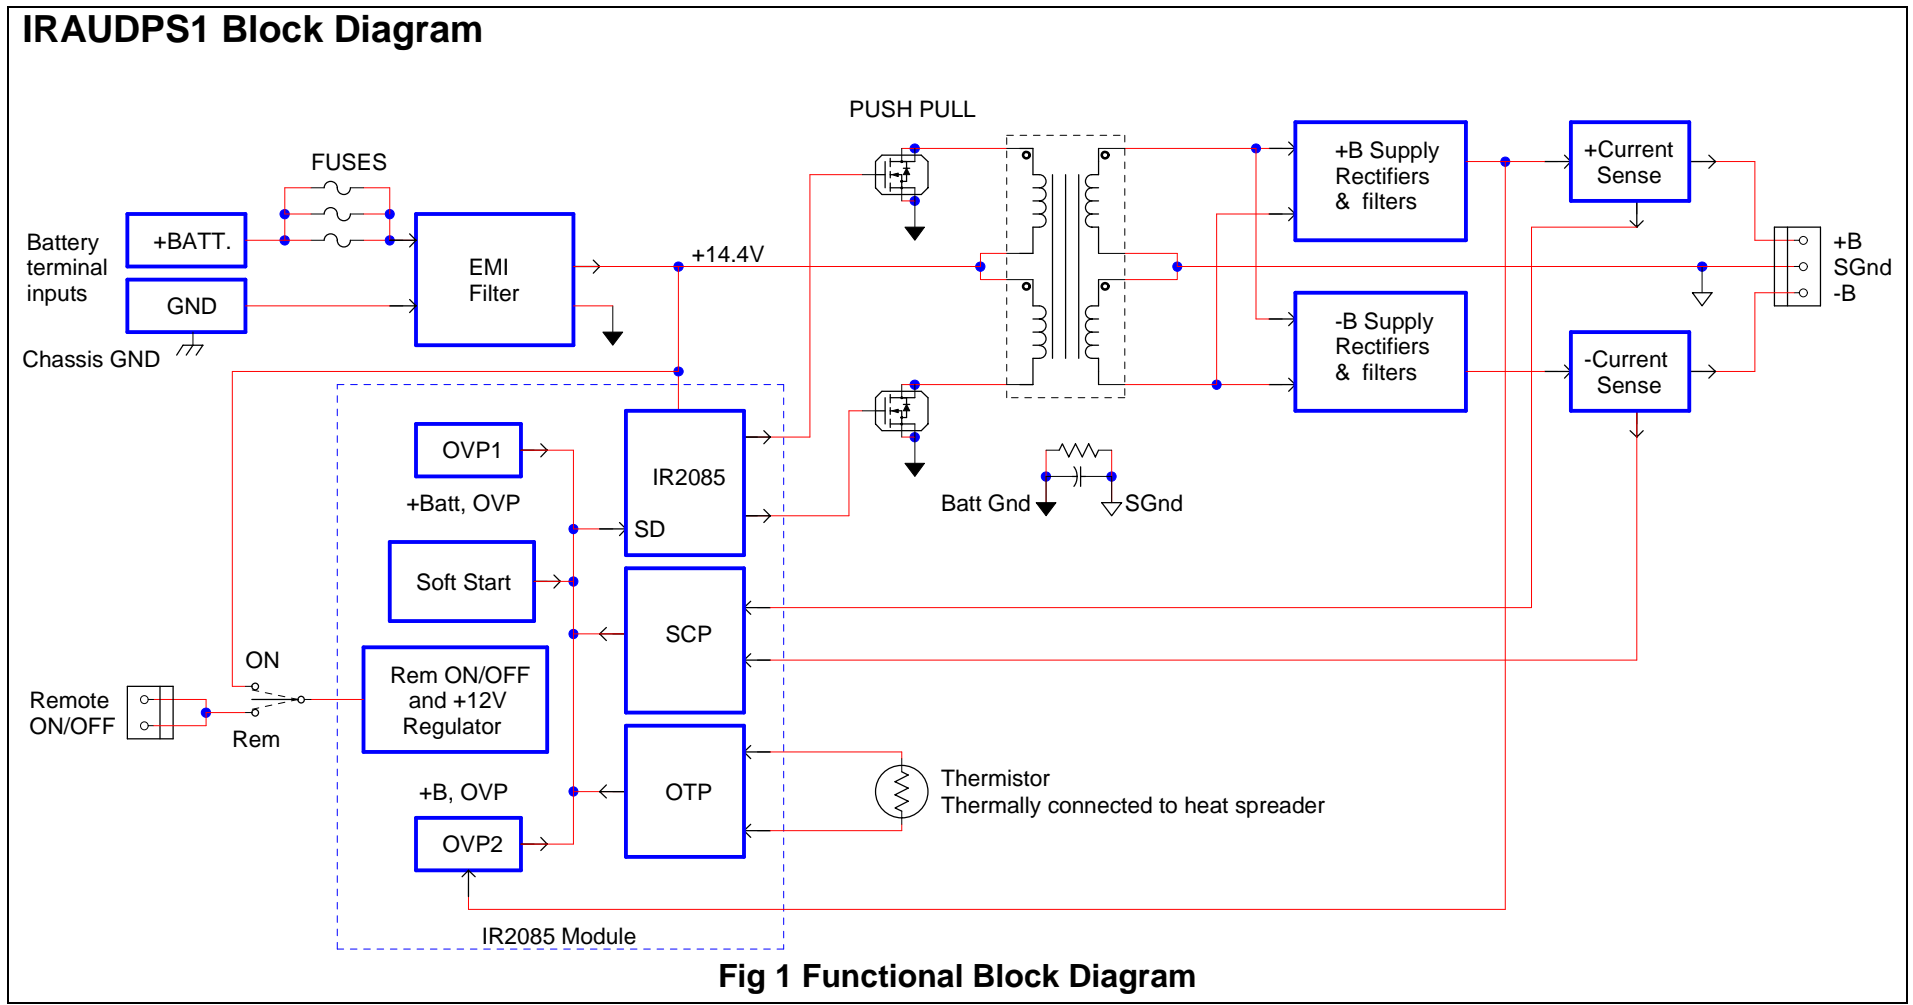 IRAUDPS1 Block Diagram
PUSH PULL
FUSES
Battery
terminal
inputs
+BATT.
GND
Chassis GND
EMI
Filter
+14.4V
+B Supply
Rectifiers
& filters
+Current
Sense
+B
SGnd
-B
-B Supply
Rectifiers
& filters
-Current
Sense
OVP1
+Batt, OVP
IR2085
SD
Batt Gnd
SGnd
Soft Start
SCP
ON
Remote
ON/OFF
Rem
Rem ON/OFF
and +12V
Regulator
+B, OVP
OVP2
OTP
Thermistor
Thermally connected to heat spreader
IR2085 Module
Fig 1 Functional Block Diagram